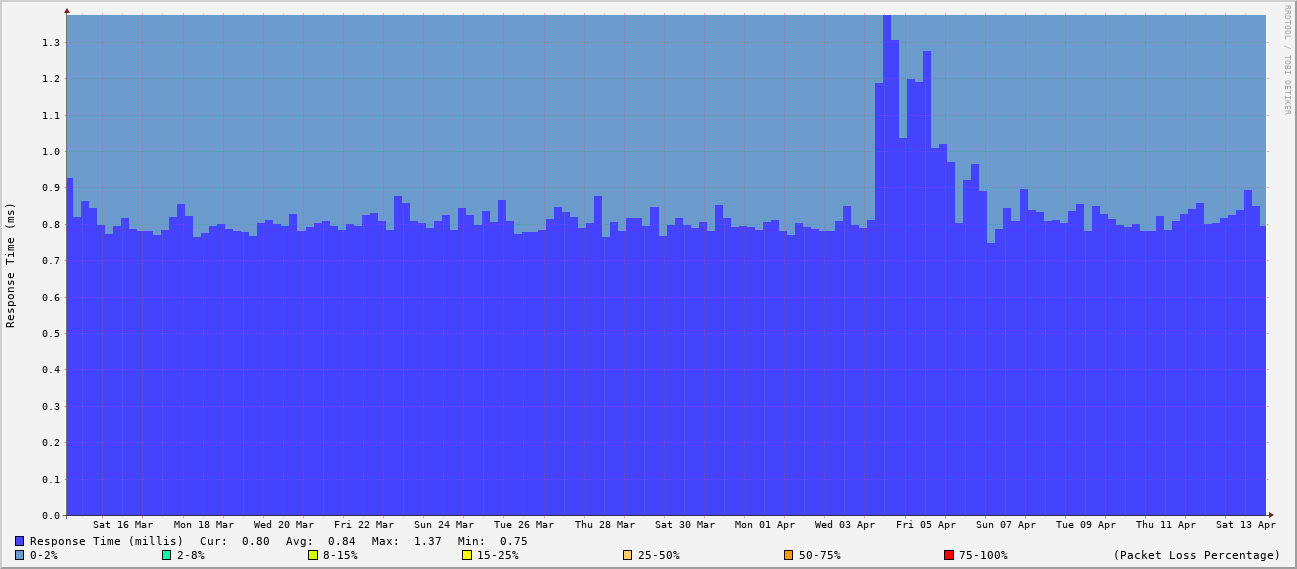 RRDTOOL / TOBI OETIKER
Response Time (ms)
1.3
1.2
1.1
1.0
0.9
0.8
0.7
0.6
0.5
0.4
0.3
0.2
0.1
0.0
Sat 16 Mar Mon 18 Mar Wed 20 Mar Fri 22 Mar Sun 24 Mar Tue 26 Mar Thu 28 Mar Sat 30 Mar Mon 01 Apr Wed 03 Apr Fri 05 Apr Sun 07 Apr Tue 09 Apr Thu 11 Apr Sat 13 Apr
Response Time (millis) Cur: 0.80 Avg: 0.84 Max: 1.37 Min: 0.75
0-2% 2-8% 8-15% 15-25% 25-50% 50-75% 75-100% (Packet Loss Percentage)